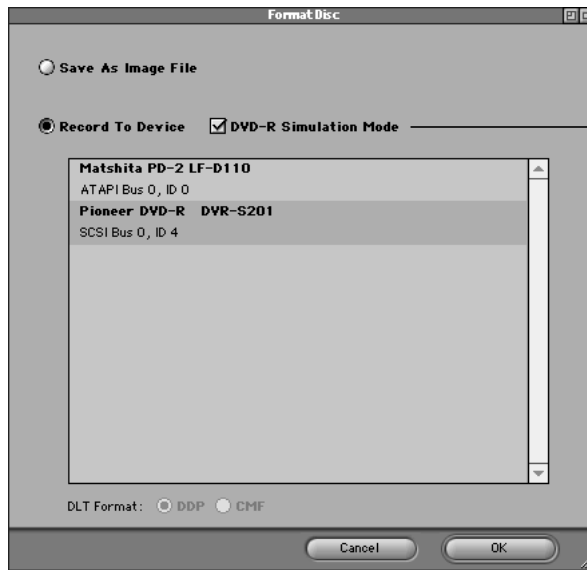 Format Disc
Save As Image File
Record To Device DVD-R Simulation Mode
Matshita PD-2 LF-D110
ATAPI Bus 0, ID 0
Pioneer DVD-R DVR-S201
SCSI Bus 0, ID 4
DLT Format: DDP CMF
Cancel OK